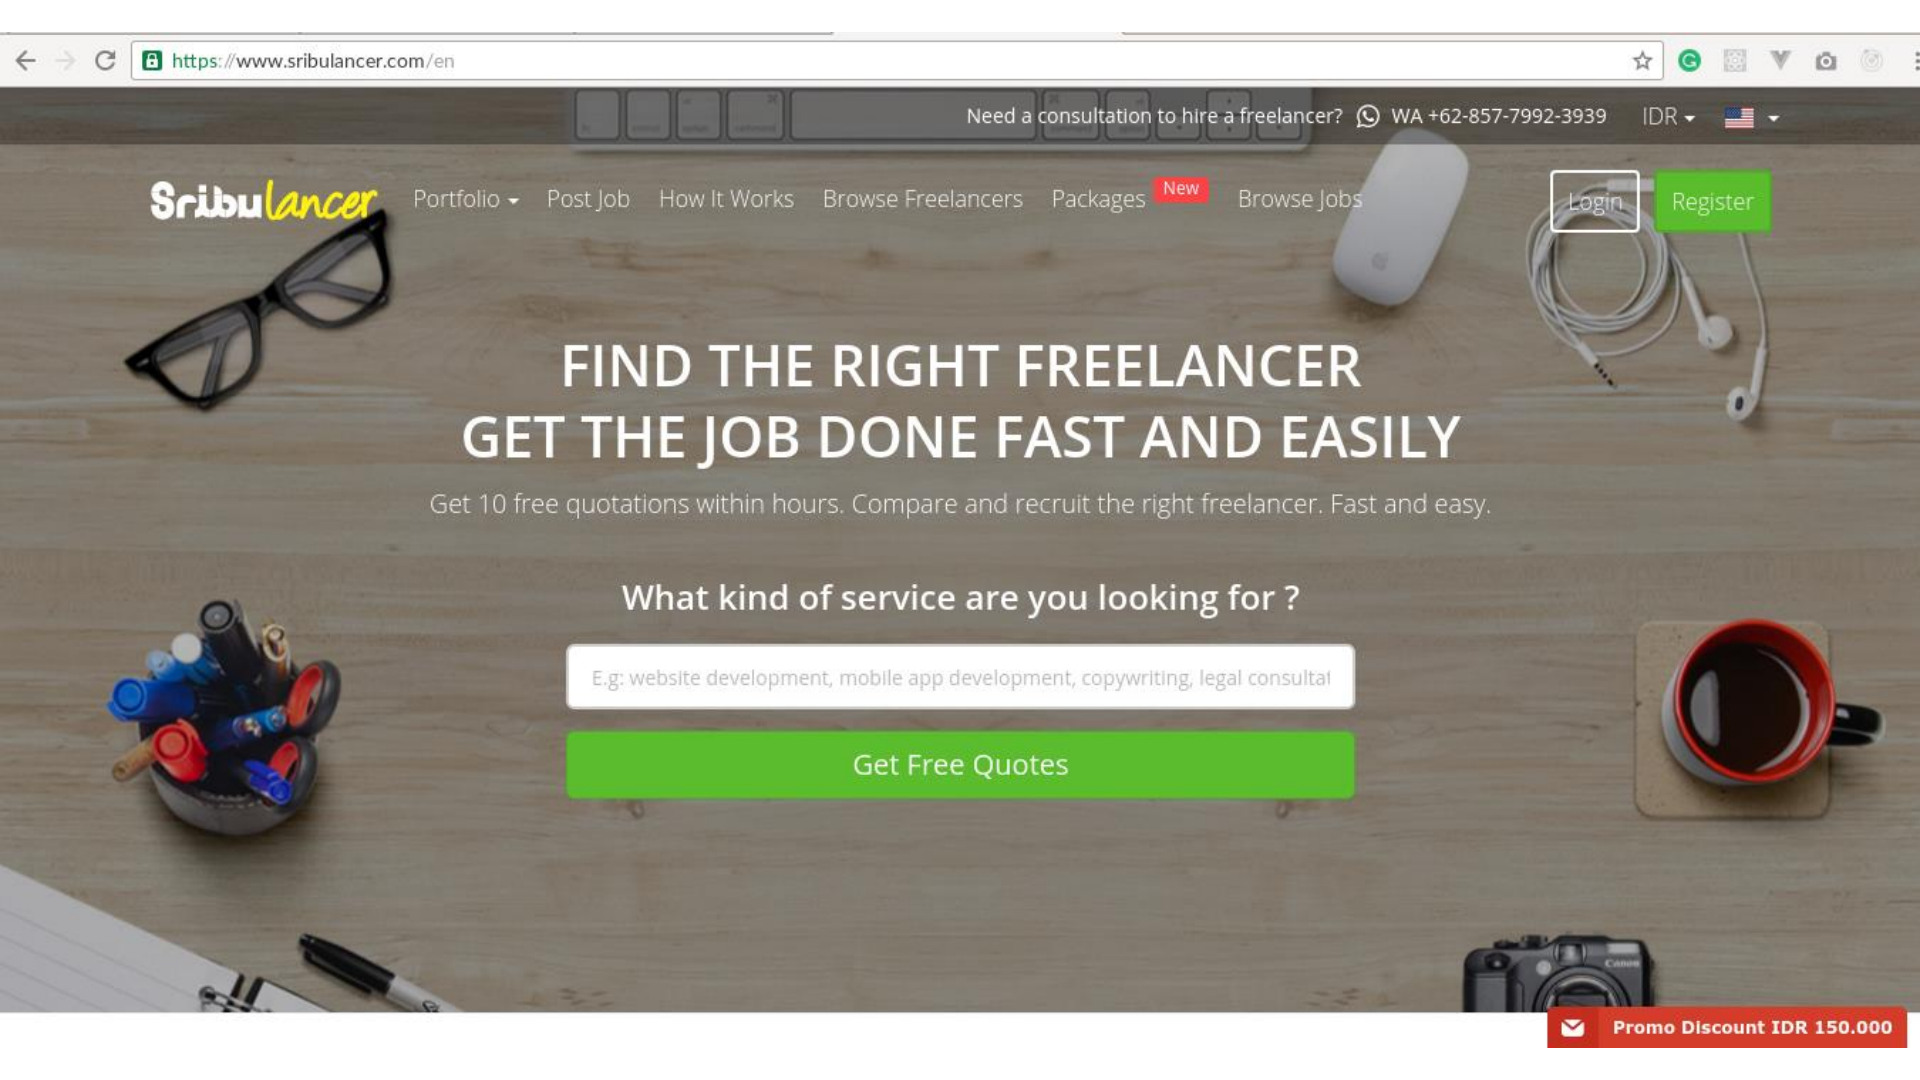 https://www.sribulancer.com/en
Need a consultation to hire a freelancer? WA +62-857-7992-3939 IDR
Sribulancer Portfolio Post Job How It Works Browse Freelancers Packages New Browse Jobs Login Register
FIND THE RIGHT FREELANCER
GET THE JOB DONE FAST AND EASILY
Get 10 free quotations within hours. Compare and recruit the right freelancer. Fast and easy.
What kind of service are you looking for ?
E.g: website development, mobile app development, copywriting, legal consultat
Get Free Quotes
Canon
Promo Discount IDR 150.000